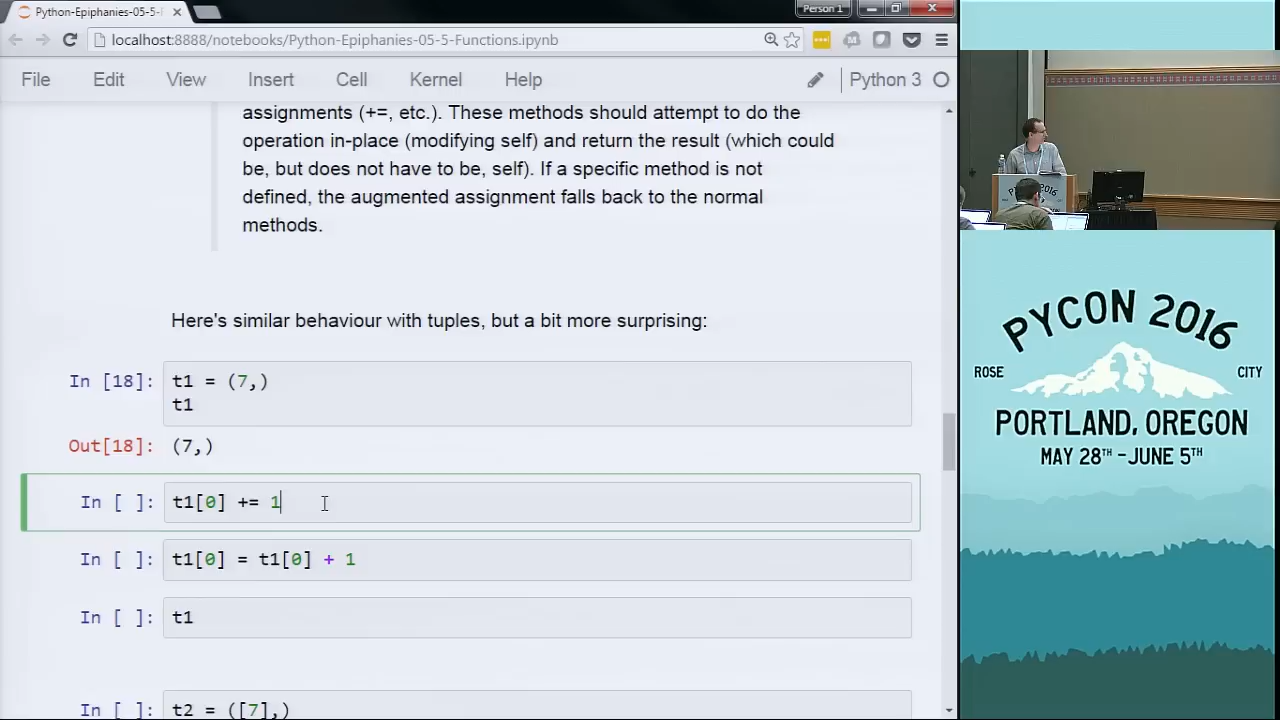 Python-Epiphanies-05-5-
Person 1
localhost:8888/notebooks/Python-Epiphanies-05-5-Functions.ipynb
File Edit View Insert Cell Kernel Help Python 3
assignments (+=, etc.). These methods should attempt to do the
operation in-place (modifying self) and return the result (which could
be, but does not have to be, self). If a specific method is not
defined, the augmented assignment falls back to the normal
methods.
Here's similar behaviour with tuples, but a bit more surprising:
In [18]: t1 = (7,)
t1
Out[18]: (7,)
In [ ]: t1[0] += 1
In [ ]: t1[0] = t1[0] + 1
In [ ]: t1
In [ ]: t2 = ([7],)
2016
PYCON 2016
ROSE CITY
PORTLAND, OREGON
MAY 28TH -JUNE 5TH